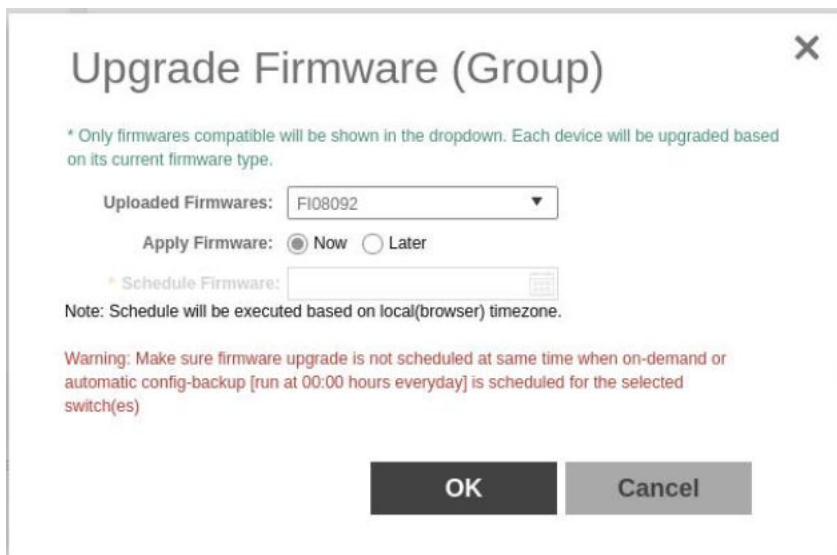 Upgrade Firmware (Group)
* Only firmwares compatible will be shown in the dropdown. Each device will be upgraded based
on its current firmware type.
Uploaded Firmwares: FI08092
Apply Firmware: Now Later
* Schedule Firmware:
Note: Schedule will be executed based on local(browser) timezone.
Warning: Make sure firmware upgrade is not scheduled at same time when on-demand or
automatic config-backup [run at 00:00 hours everyday] is scheduled for the selected
switch(es)
OK Cancel